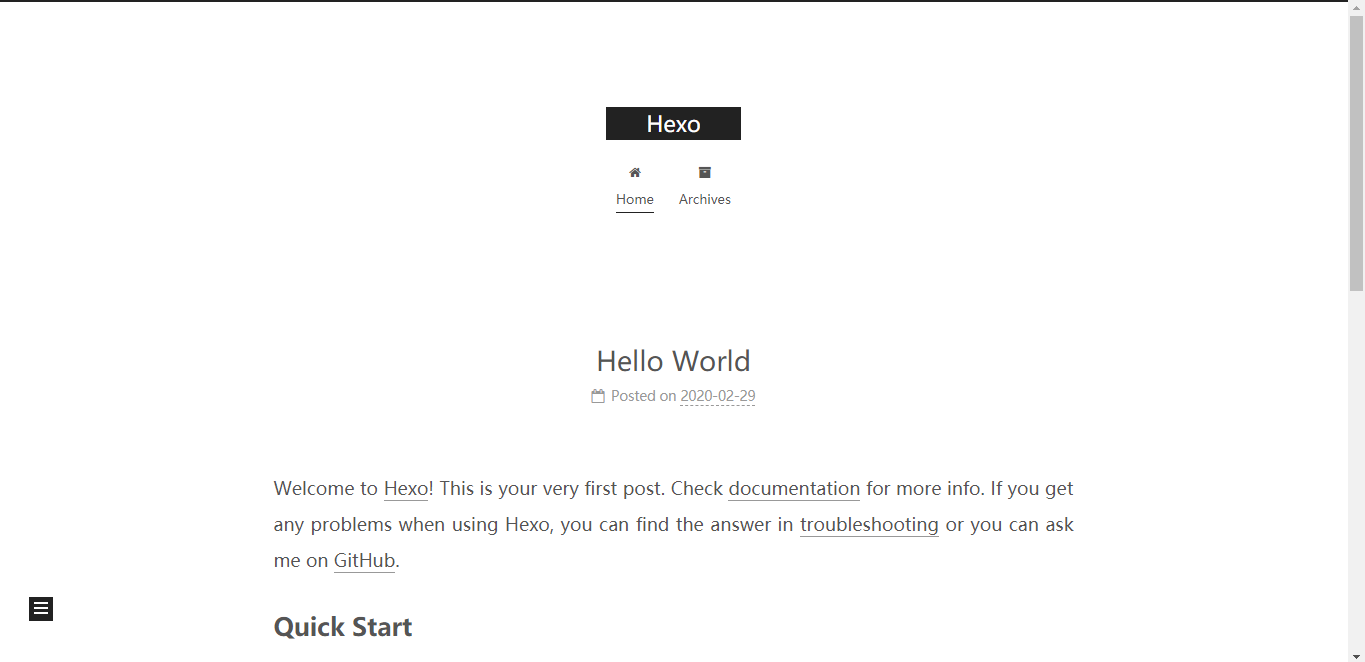 Hexo
Home Archives
Hello World
Posted on 2020-02-29
Welcome to Hexo! This is your very first post. Check documentation for more info. If you get
any problems when using Hexo, you can find the answer in troubleshooting or you can ask
me on GitHub.
Quick Start